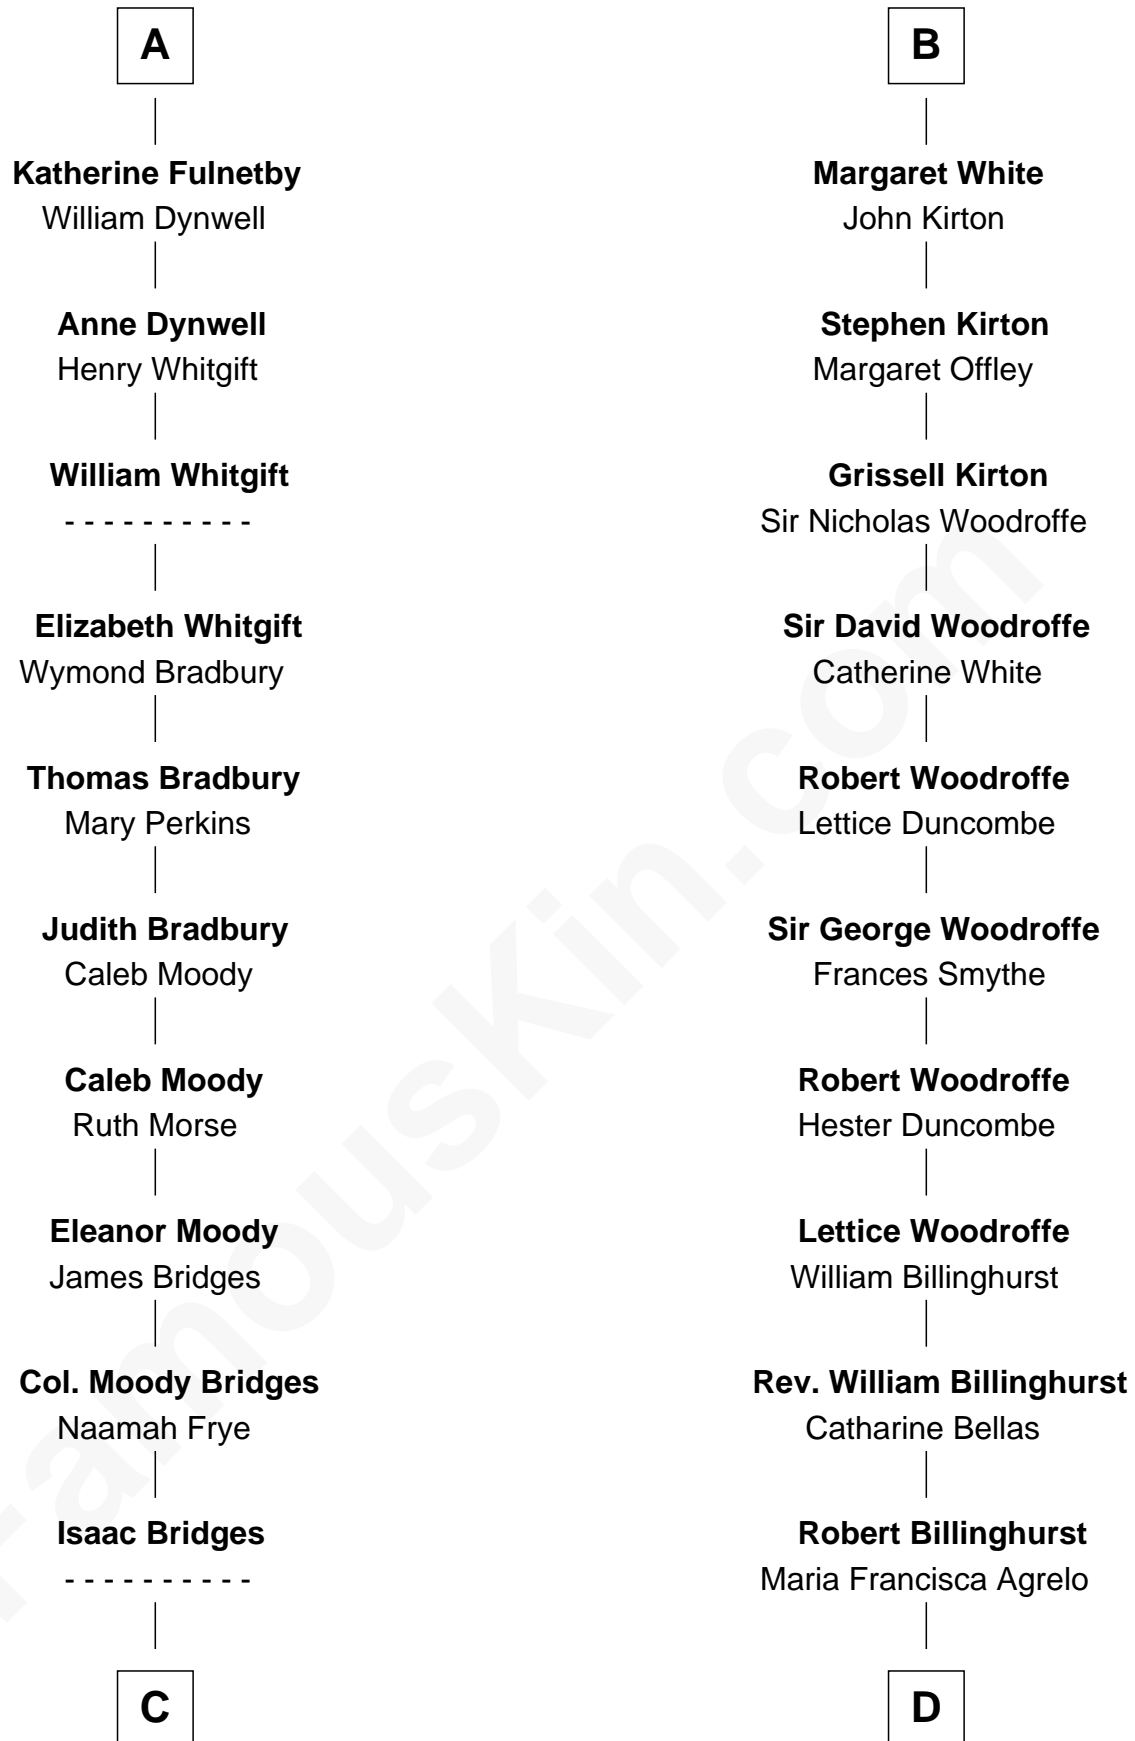 A
Katherine Fulnetby
William Dynwell
Anne Dynwell
Henry Whitgift
William Whitgift
- - - - - - - - - -
Elizabeth Whitgift
Wymond Bradbury
Thomas Bradbury
Mary Perkins
Judith Bradbury
Caleb Moody
Caleb Moody
Ruth Morse
Eleanor Moody
James Bridges
Col. Moody Bridges
Naamah Frye
Isaac Bridges
- - - - - - - - - -
C
B
Margaret White
John Kirton
Stephen Kirton
Margaret Offley
Grissell Kirton
Sir Nicholas Woodroffe
Sir David Woodroffe
Catherine White
Robert Woodroffe
Lettice Duncombe
Sir George Woodroffe
Frances Smythe
Robert Woodroffe
Hester Duncombe
Lettice Woodroffe
William Billinghurst
Rev. William Billinghurst
Catharine Bellas
Robert Billinghurst
Maria Francisca Agrelo
D
FamousKin.com